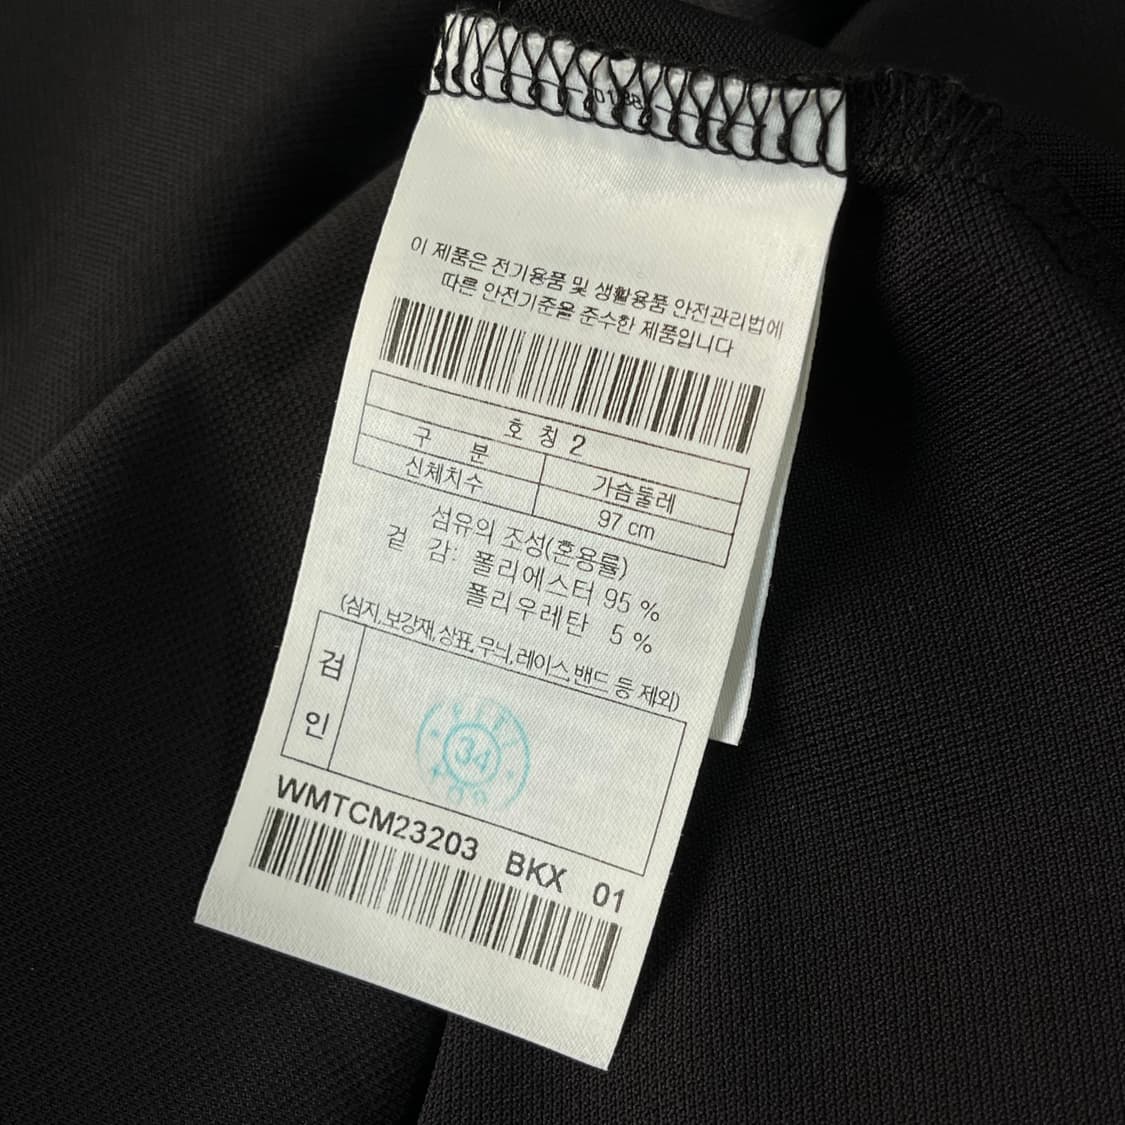 이 제품은 전기용품 및 생활용품 안전관리법에
따른 안전기준을 준수한 제품입니다
호 칭 2
구 분 가슴둘레
신체치수 97 cm
섬유의 조성(혼용률)
겉 감: 폴리에스터 95 %
폴리우레탄 5 %
(심지,보강재,상표,무늬,레이스,밴드 등 제외)
검
인
34
WMTCM23203 BKX 01